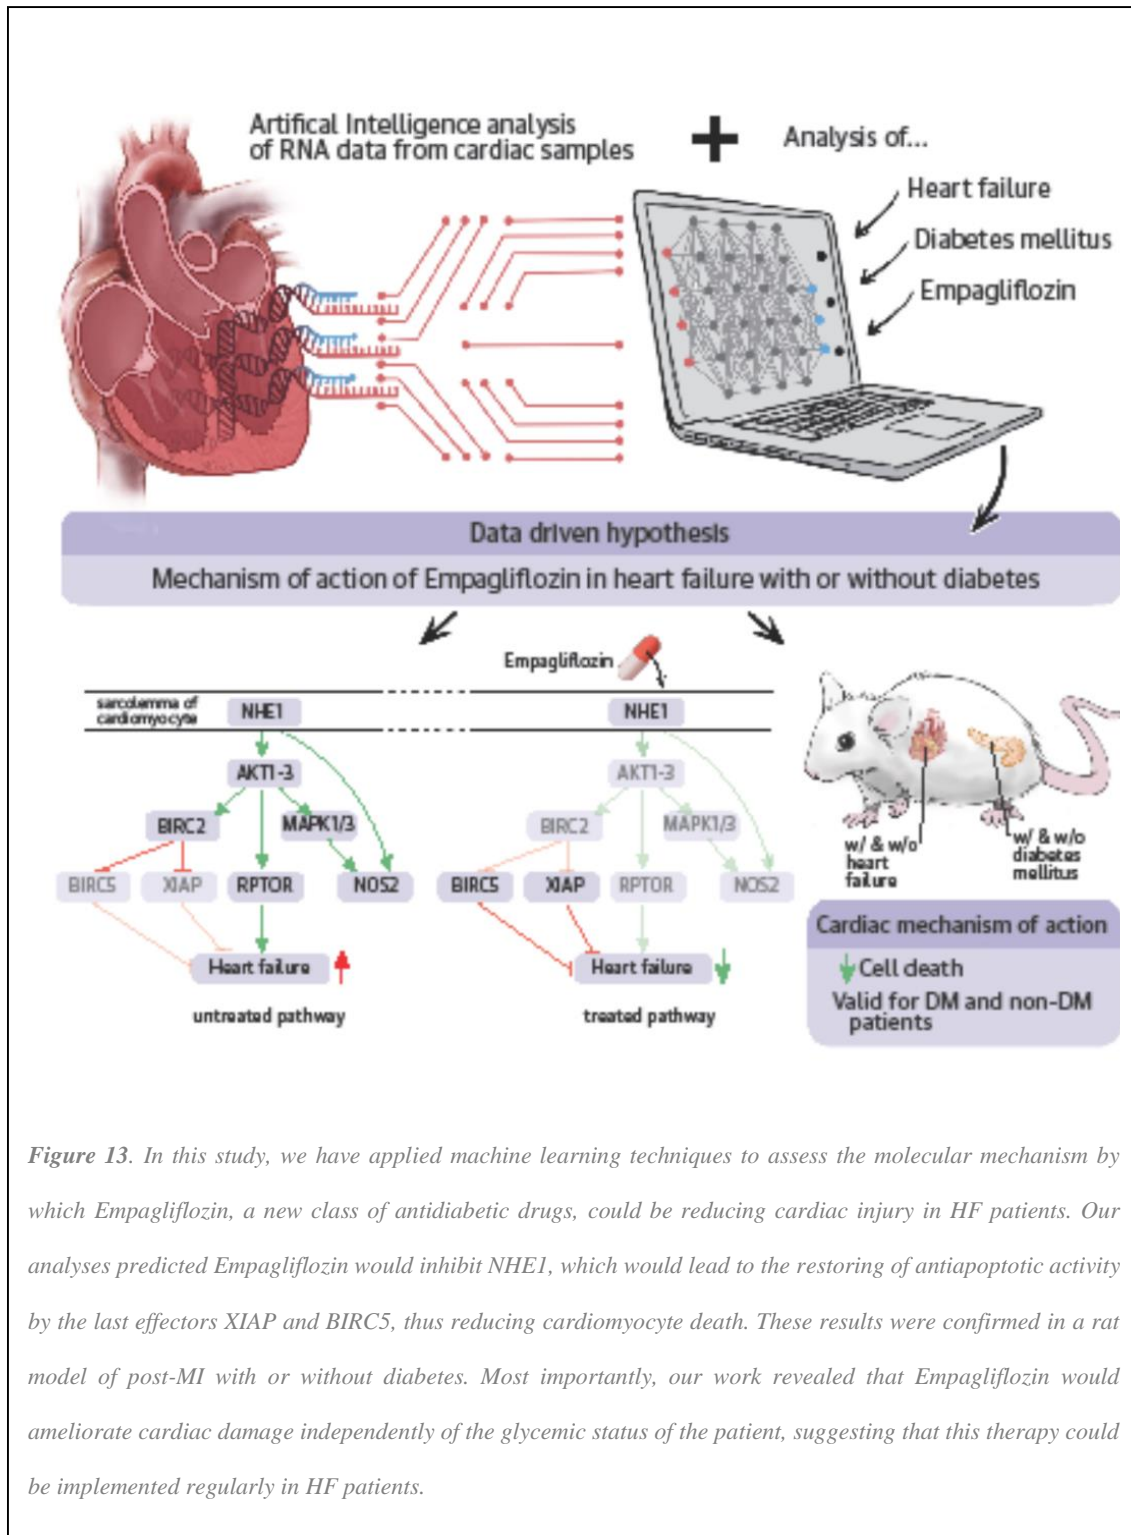 Artifical Intelligence analysis
of RNA data from cardiac samples
Analysis of...
Heart failure
Diabetes mellitus
Empagliflozin
Data driven hypothesis
Mechanism of action of Empagliflozin in heart failure with or without diabetes
Empagliflozin
sarcolemma of
cardiomyocyte
NHE1
NHE1
AKT1-3
AKT1-3
BIRC2
MAPK1/3
BIRC2
MAPK1/3
BIRC5
XIAP
RPTOR
NOS2
BIRC5
XIAP
RPTOR
NOS2
Heart failure
Heart failure
untreated pathway
treated pathway
w/ & w/o
heart
failure
w/ & w/o
diabetes
mellitus
Cardiac mechanism of action
Cell death
Valid for DM and non-DM
patients
Figure 13. In this study, we have applied machine learning techniques to assess the molecular mechanism by
which Empagliflozin, a new class of antidiabetic drugs, could be reducing cardiac injury in HF patients. Our
analyses predicted Empagliflozin would inhibit NHE1, which would lead to the restoring of antiapoptotic activity
by the last effectors XIAP and BIRC5, thus reducing cardiomyocyte death. These results were confirmed in a rat
model of post-MI with or without diabetes. Most importantly, our work revealed that Empagliflozin would
ameliorate cardiac damage independently of the glycemic status of the patient, suggesting that this therapy could
be implemented regularly in HF patients.